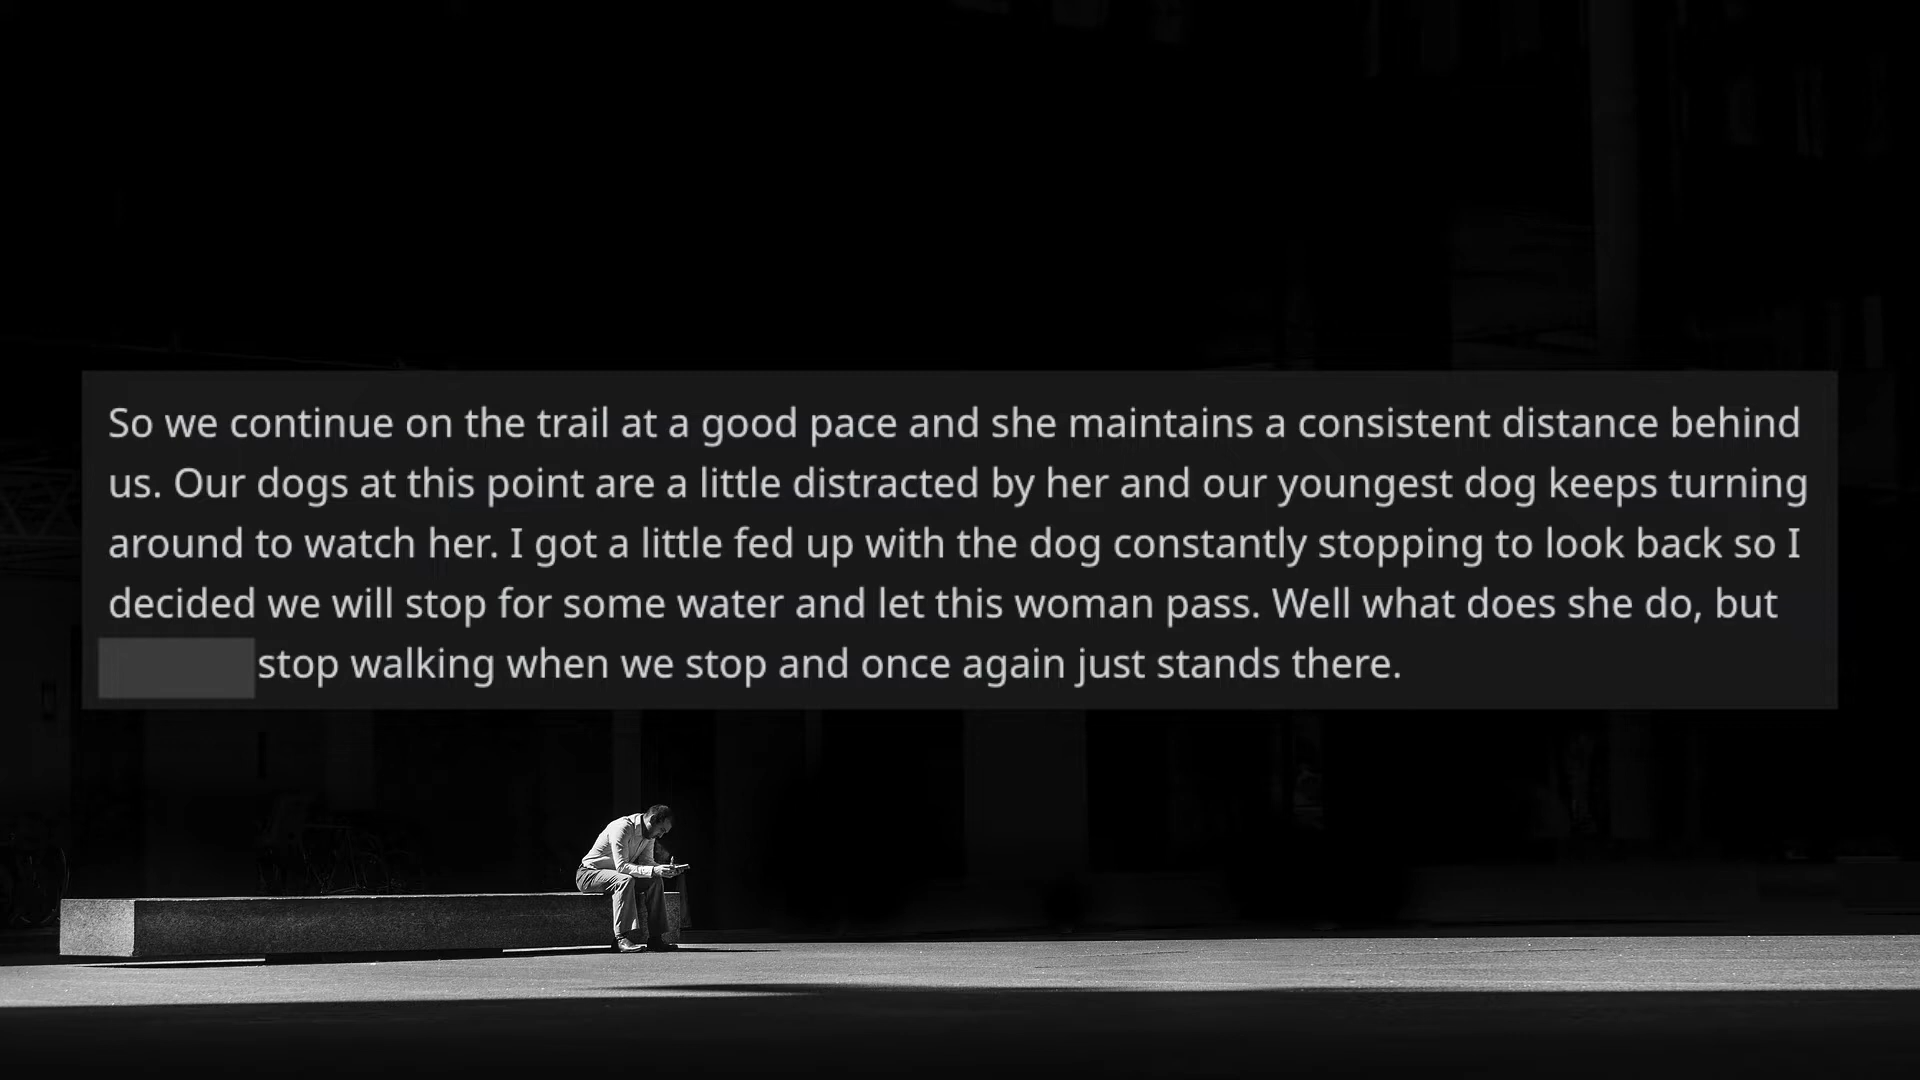 So we continue on the trail at a good pace and she maintains a consistent distance behind
us. Our dogs at this point are a little distracted by her and our youngest dog keeps turning
around to watch her. I got a little fed up with the dog constantly stopping to look back so I
decided we will stop for some water and let this woman pass. Well what does she do, but
stop walking when we stop and once again just stands there.